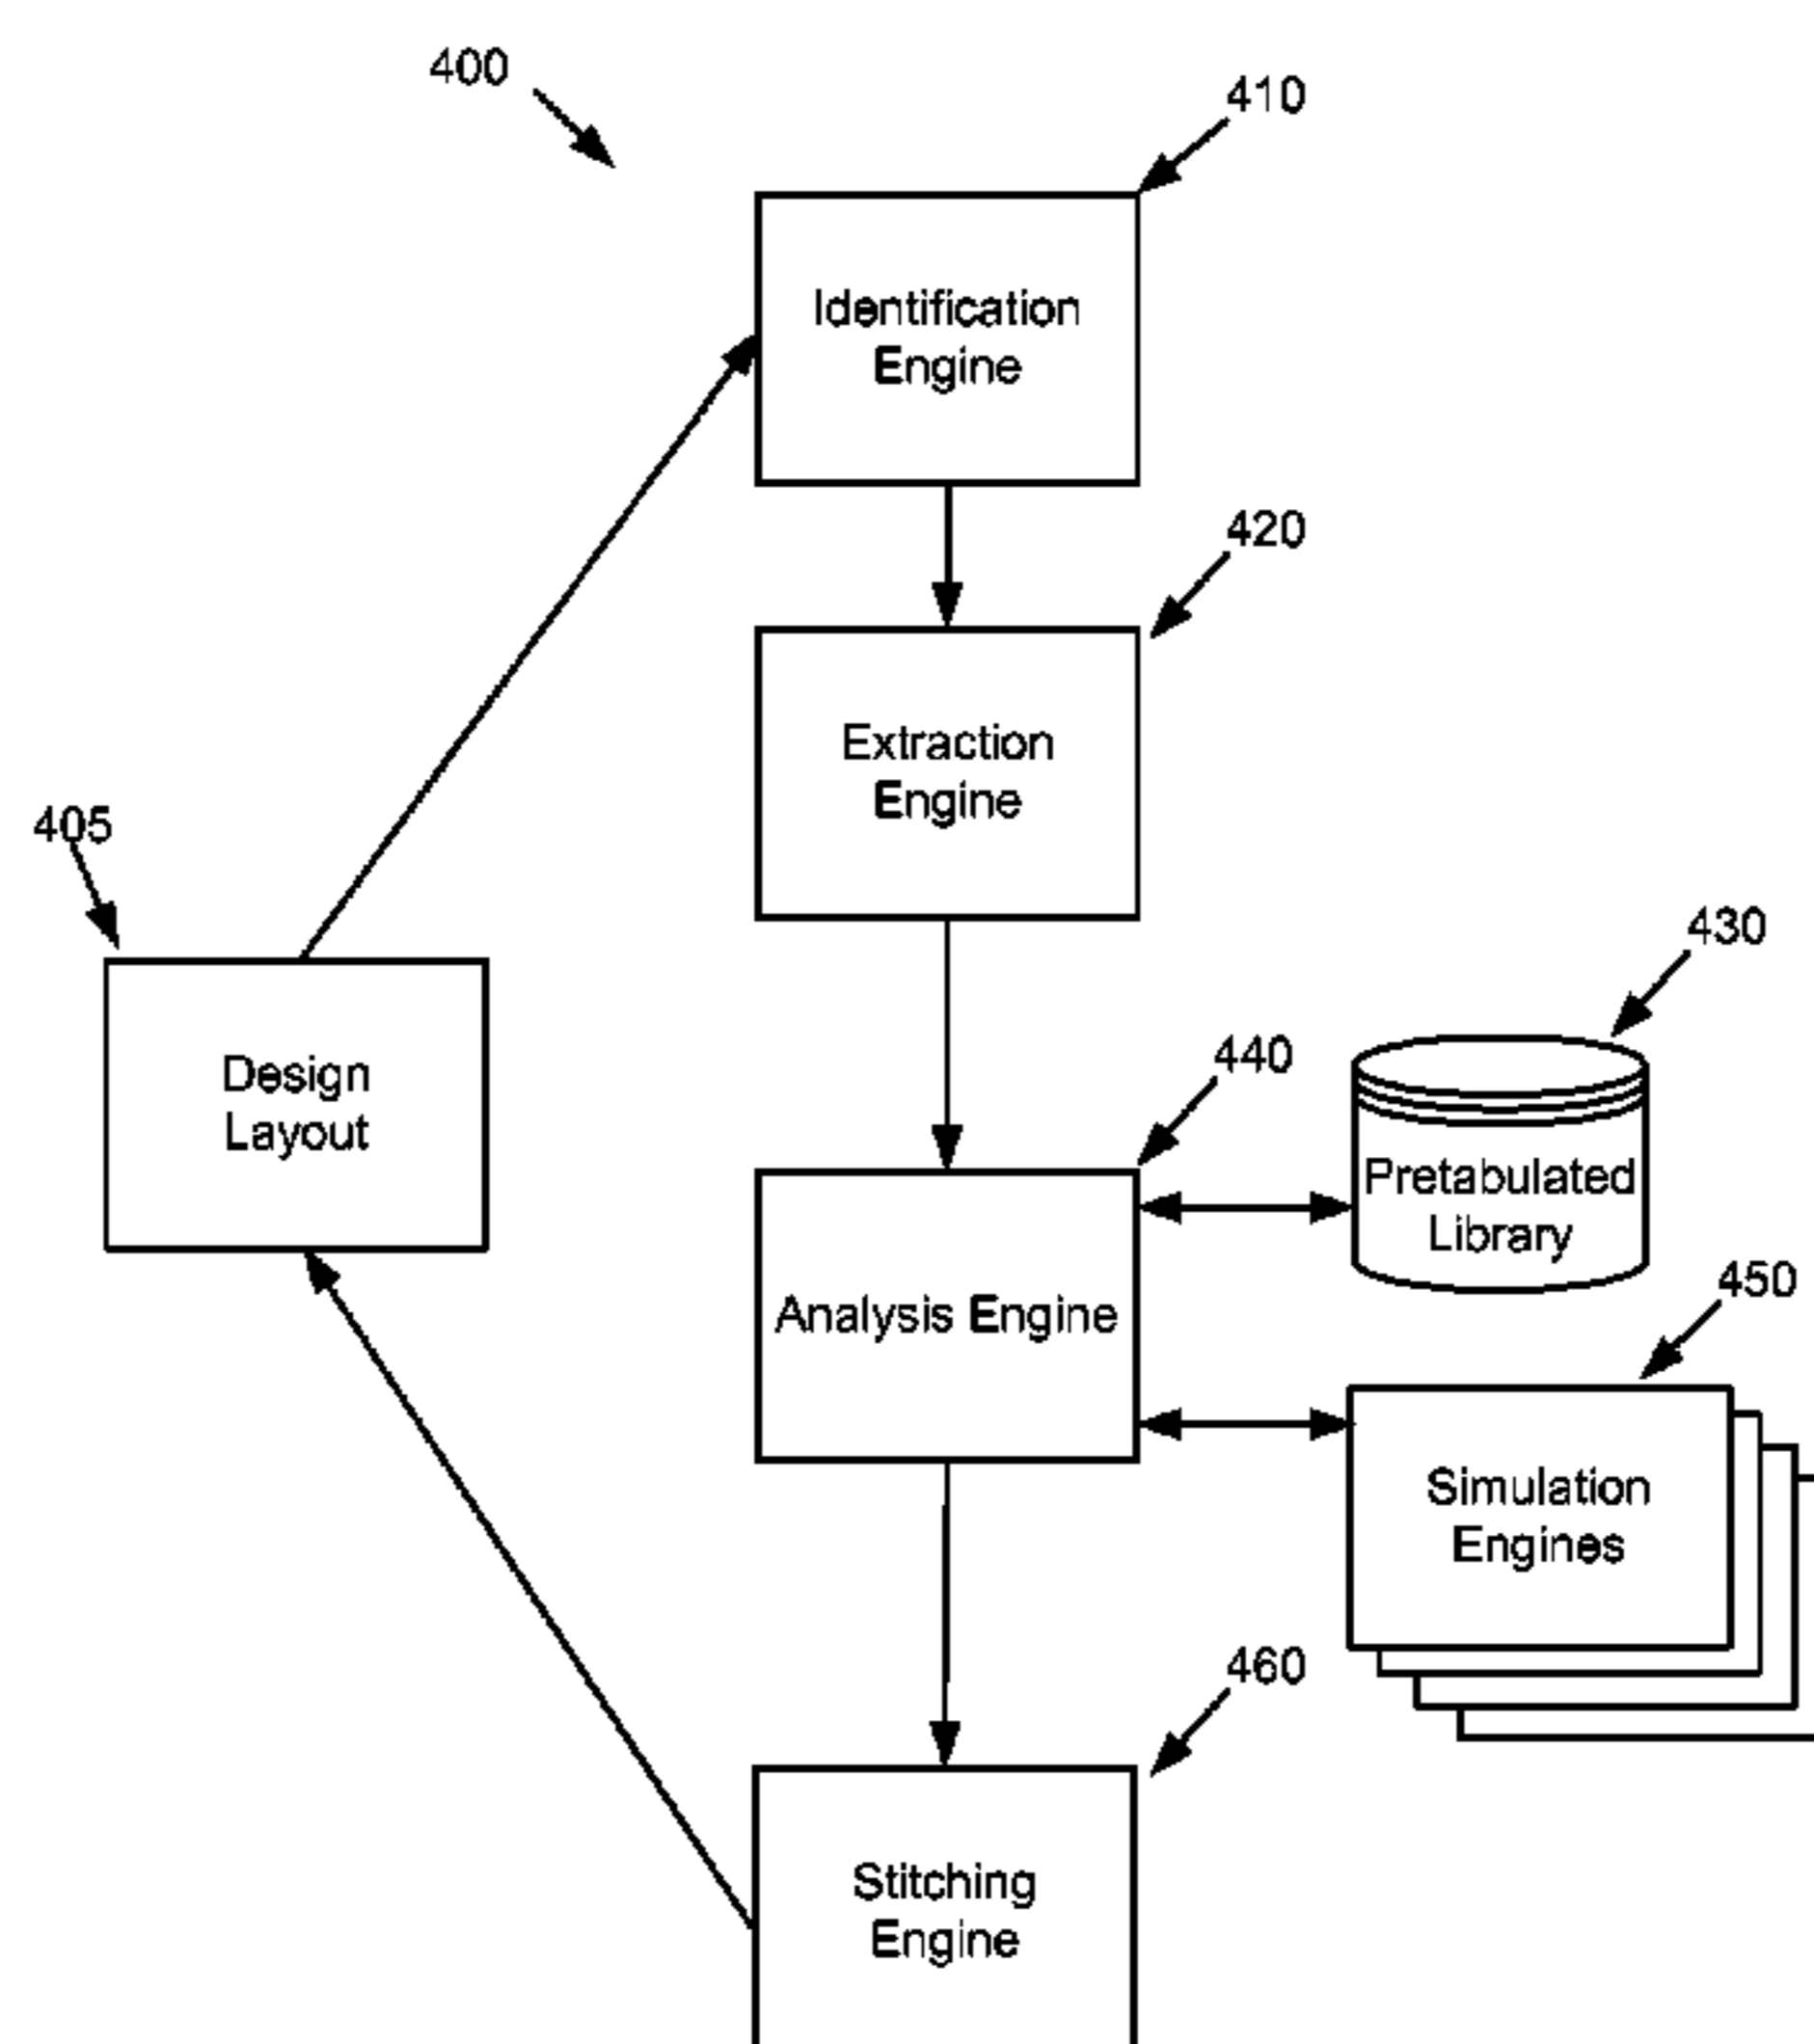 400
410
Identification
Engine
420
Extraction
Engine
405
Design
Layout
430
Pretabulated
Library
440
Analysis Engine
450
Simulation
Engines
460
Stitching
Engine